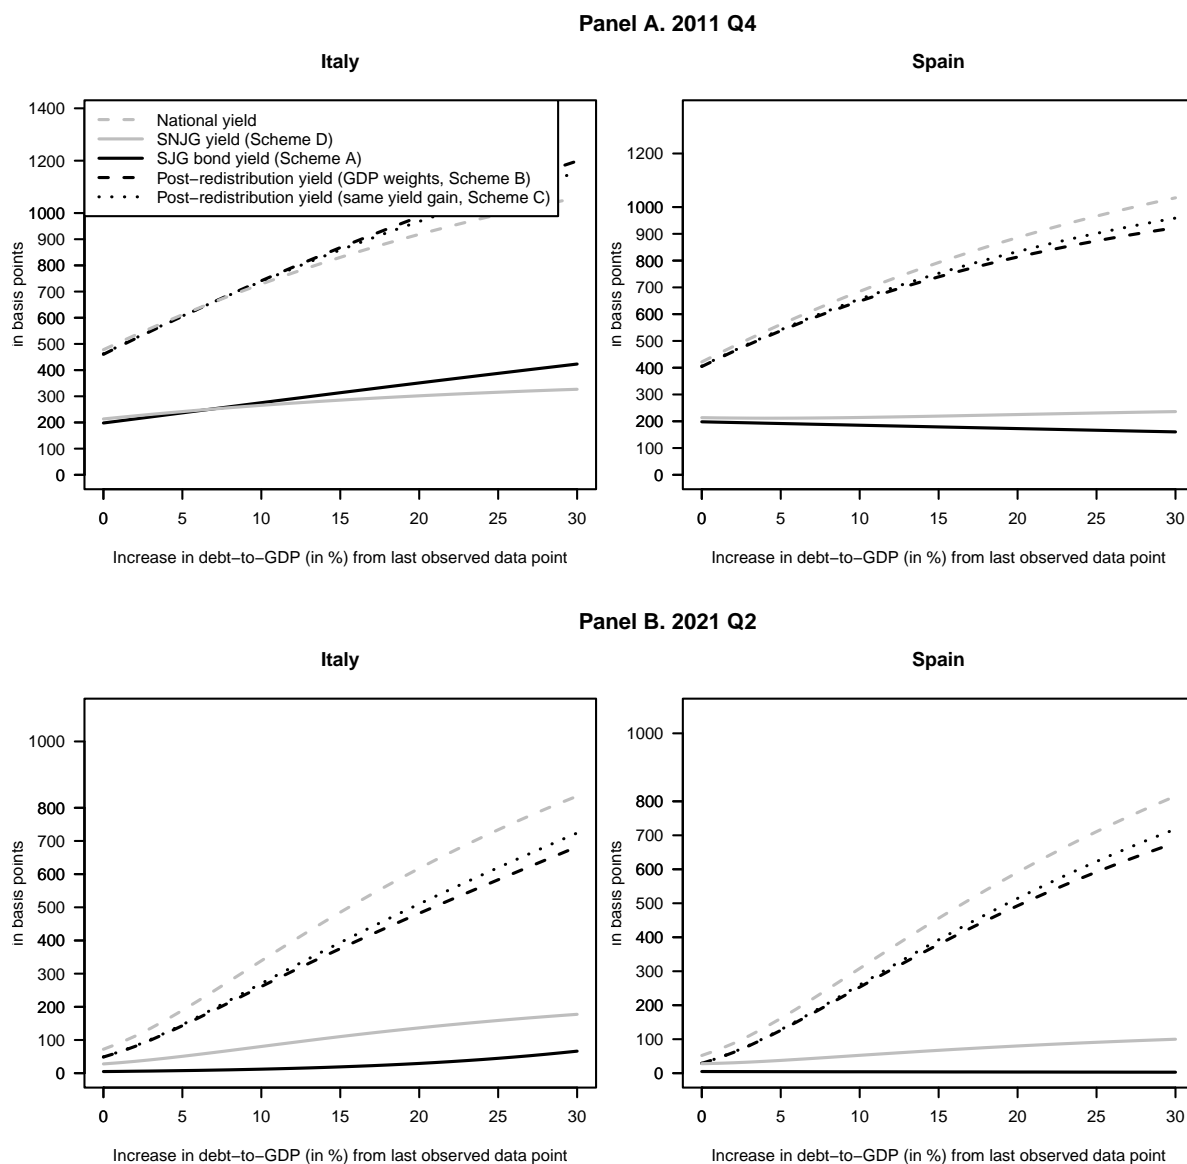 Panel A. 2011 Q4
Italy
Spain
in basis points
1400
1200
1000
900
800
700
600
500
400
300
200
100
0
National yield
SNJG yield (Scheme D)
SJG bond yield (Scheme A)
Post−redistribution yield (GDP weights, Scheme B)
Post−redistribution yield (same yield gain, Scheme C)
0 5 10 15 20 25 30
Increase in debt−to−GDP (in %) from last observed data point
in basis points
1200
1000
900
800
700
600
500
400
300
200
100
0
0 5 10 15 20 25 30
Increase in debt−to−GDP (in %) from last observed data point
Panel B. 2021 Q2
Italy
Spain
in basis points
1000
800
700
600
500
400
300
200
100
0
0 5 10 15 20 25 30
Increase in debt−to−GDP (in %) from last observed data point
in basis points
1000
800
700
600
500
400
300
200
100
0
0 5 10 15 20 25 30
Increase in debt−to−GDP (in %) from last observed data point